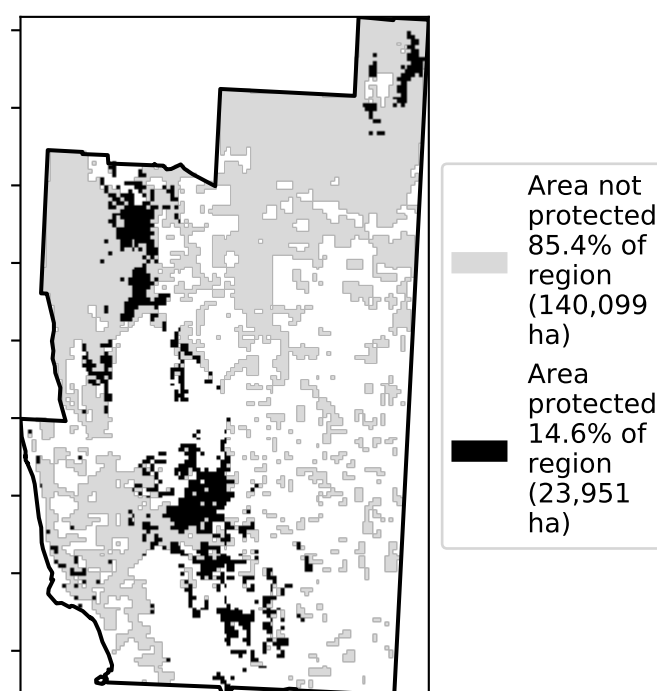 Area not
protected
85.4% of
region
(140,099
ha)
Area
protected
14.6% of
region
(23,951
ha)